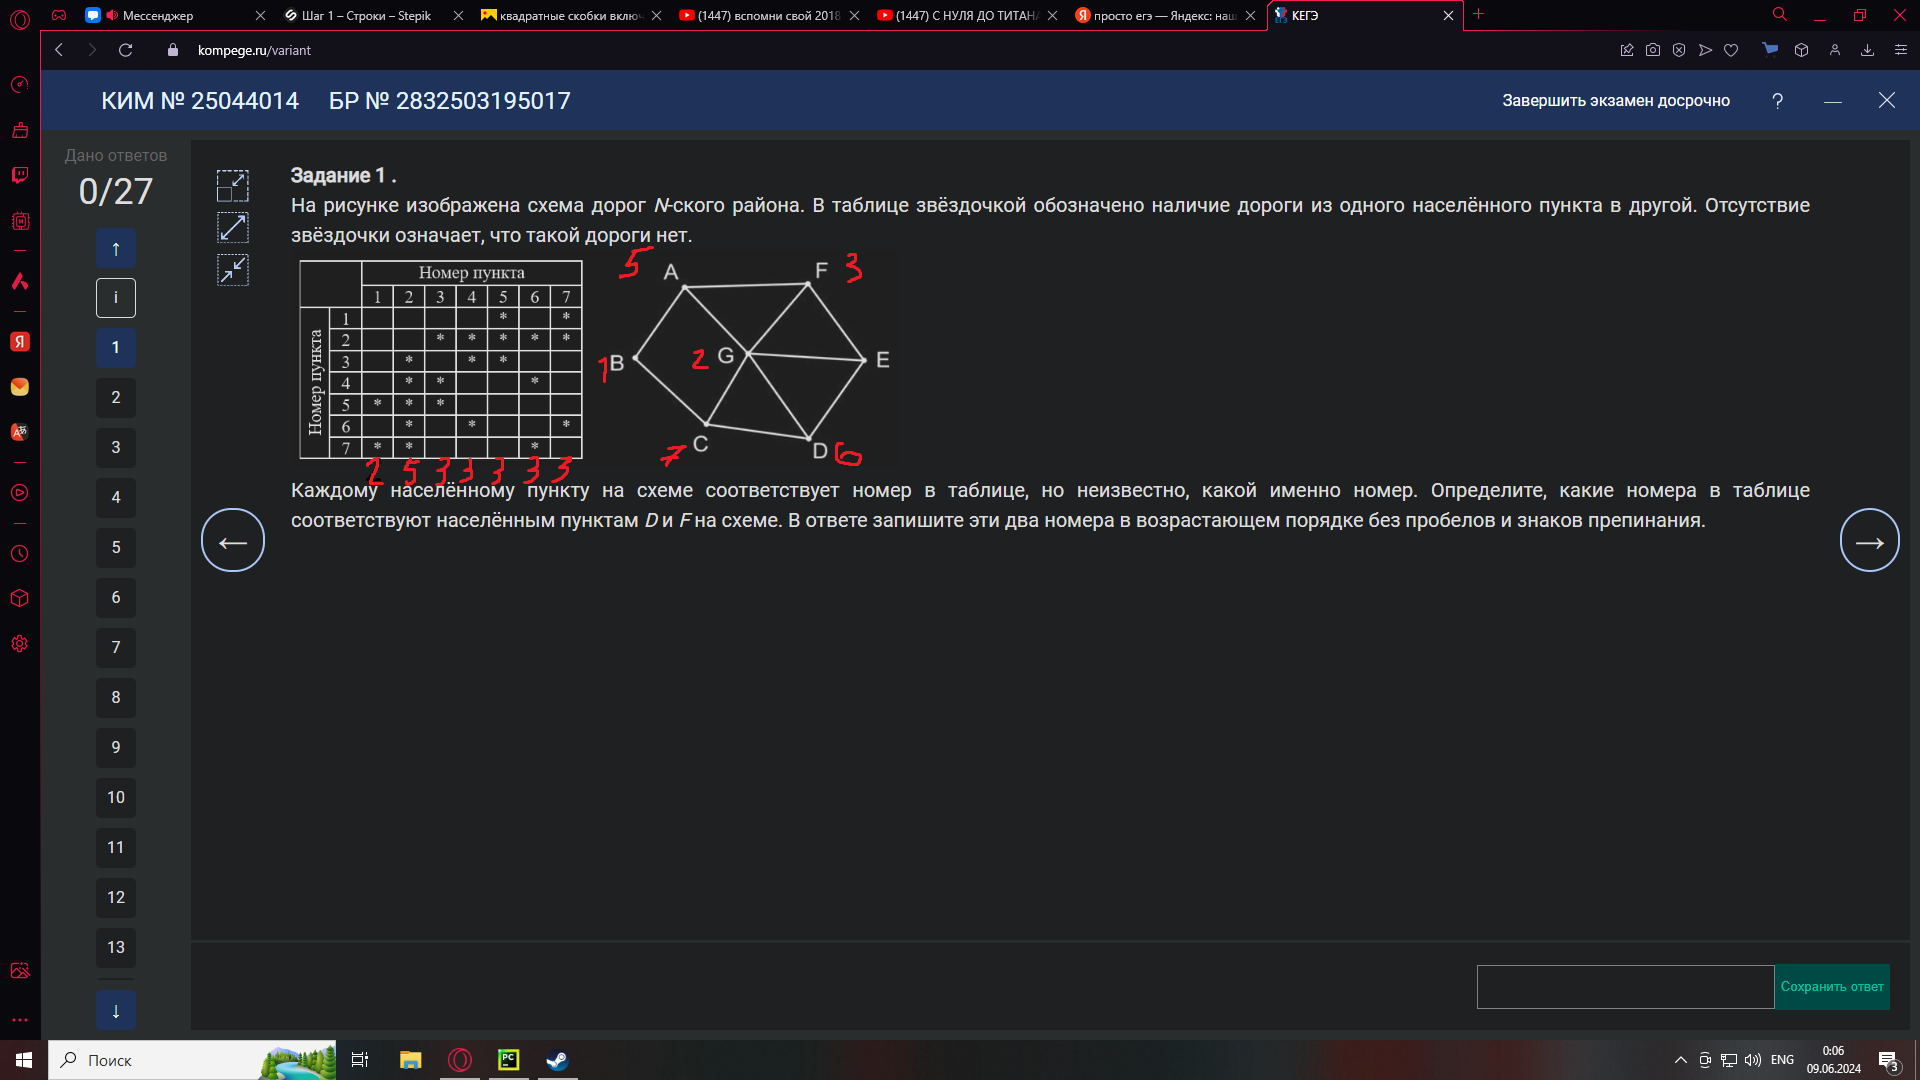 Мессенджер
Шаг 1 – Строки – Stepik
квадратные скобки включ
(1447) вспомни свой 2018
(1447) С НУЛЯ ДО ТИТАНА
просто егэ — Яндекс: наш
КЕГЭ
kompege.ru/variant
КИМ № 25044014 БР № 2832503195017
Завершить экзамен досрочно ?
Дано ответов
0/27
↑
i
1
2
3
4
5
6
7
8
9
10
11
12
13
↓
Задание 1 .
На рисунке изображена схема дорог N-ского района. В таблице звёздочкой обозначено наличие дороги из одного населённого пункта в другой. Отсутствие
звёздочки означает, что такой дороги нет.
Номер пункта
1 2 3 4 5 6 7
Номер пункта
1 * *
2 * * * * *
3 * * *
4 * * *
5 * * *
6 * * *
7 * * *
2 5 3 3 3 3 3
5 A F 3
1 B 2 G E
7 C D 6
Каждому населённому пункту на схеме соответствует номер в таблице, но неизвестно, какой именно номер. Определите, какие номера в таблице
соответствуют населённым пунктам D и F на схеме. В ответе запишите эти два номера в возрастающем порядке без пробелов и знаков препинания.
← →
Сохранить ответ
Поиск
PC
ENG
0:06
09.06.2024
3